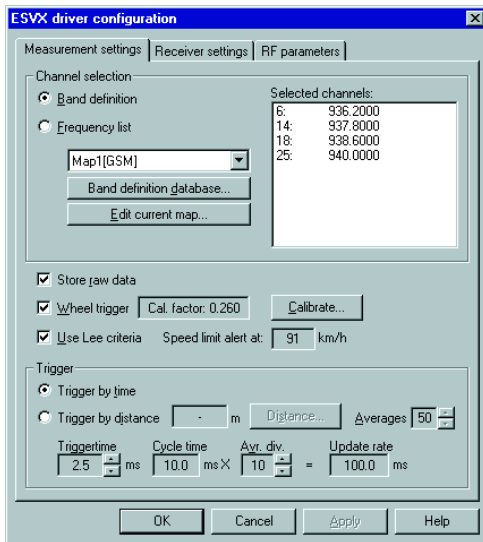 ESVX driver configuration
Measurement settings Receiver settings RF parameters
Channel selection
Band definition
Frequency list
Map1[GSM]
Band definition database...
Edit current map...
Selected channels:
6: 936.2000
14: 937.8000
18: 938.6000
25: 940.0000
Store raw data
Wheel trigger Cal. factor: 0.260 Calibrate...
Use Lee criteria Speed limit alert at: 91 km/h
Trigger
Trigger by time
Trigger by distance - m Distance... Averages 50
Triggertime Cycle time Avr. div. Update rate
2.5 ms 10.0 ms X 10 = 100.0 ms
OK Cancel Apply Help